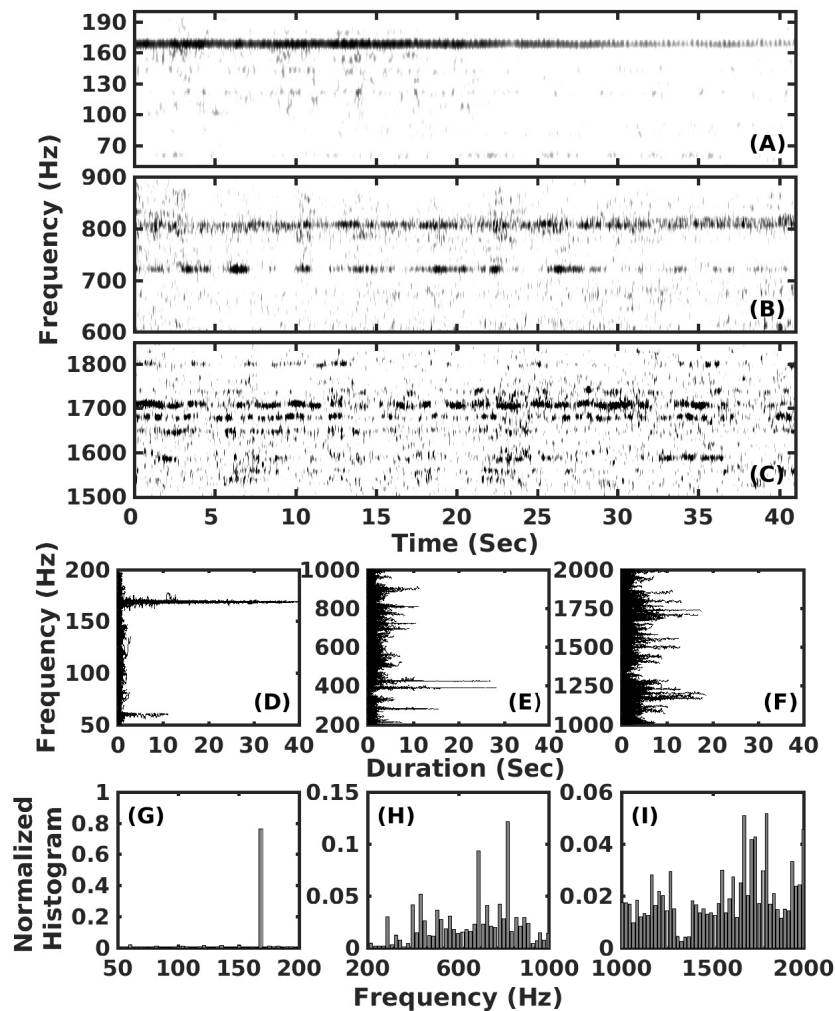 190
160
130
100
70
(A)
Frequency (Hz)
900
800
700
600
(B)
1800
1700
1600
1500
(C)
0 5 10 15 20 25 30 35 40
Time (Sec)
Frequency (Hz)
200
150
100
50
(D)
0 10 20 30 40
1000
800
600
400
200
(E)
0 10 20 30 40
2000
1750
1500
1250
1000
(F)
0 10 20 30 40
Duration (Sec)
Normalized
Histogram
1
0.8
0.6
0.4
0.2
0
(G)
50 100 150 200
0.15
0.1
0.05
0
(H)
200 600 1000
0.06
0.04
0.02
0
(I)
1000 1500 2000
Frequency (Hz)